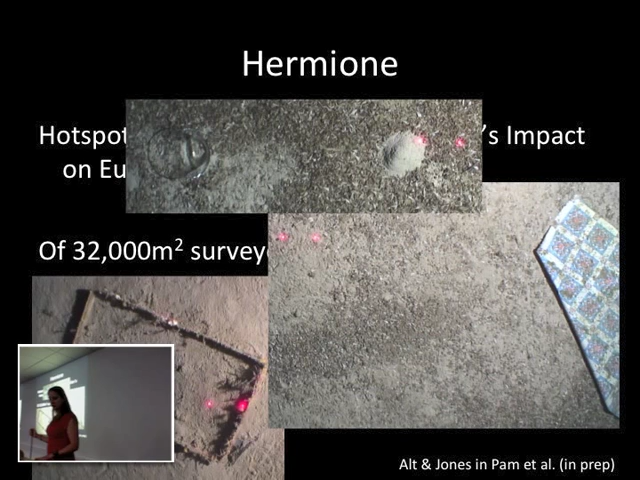 Hermione
Hotspot
's Impact
on Eu
Of 32,000m² survey
Alt & Jones in Pam et al. (in prep)